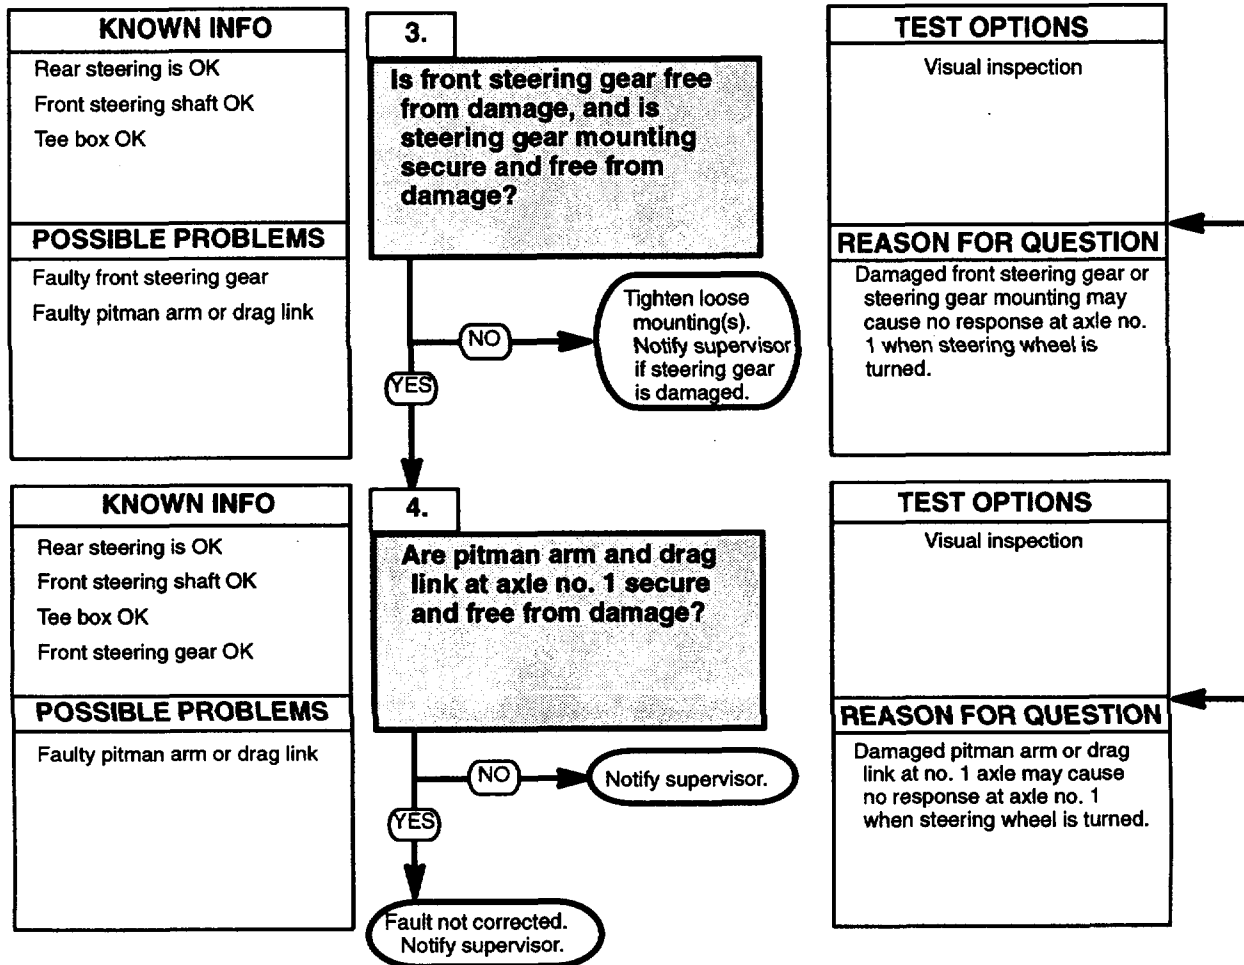 KNOWN INFO
Rear steering is OK
Front steering shaft OK
Tee box OK
POSSIBLE PROBLEMS
Faulty front steering gear
Faulty pitman arm or drag link
3.
Is front steering gear free
from damage, and is
steering gear mounting
secure and free from
damage?
NO
Tighten loose
mounting(s).
Notify supervisor
if steering gear
is damaged.
YES
TEST OPTIONS
Visual inspection
REASON FOR QUESTION
Damaged front steering gear or
steering gear mounting may
cause no response at axle no.
1 when steering wheel is
turned.
KNOWN INFO
Rear steering is OK
Front steering shaft OK
Tee box OK
Front steering gear OK
POSSIBLE PROBLEMS
Faulty pitman arm or drag link
4.
Are pitman arm and drag
link at axle no. 1 secure
and free from damage?
NO
Notify supervisor.
YES
Fault not corrected.
Notify supervisor.
TEST OPTIONS
Visual inspection
REASON FOR QUESTION
Damaged pitman arm or drag
link at no. 1 axle may cause
no response at axle no. 1
when steering wheel is turned.